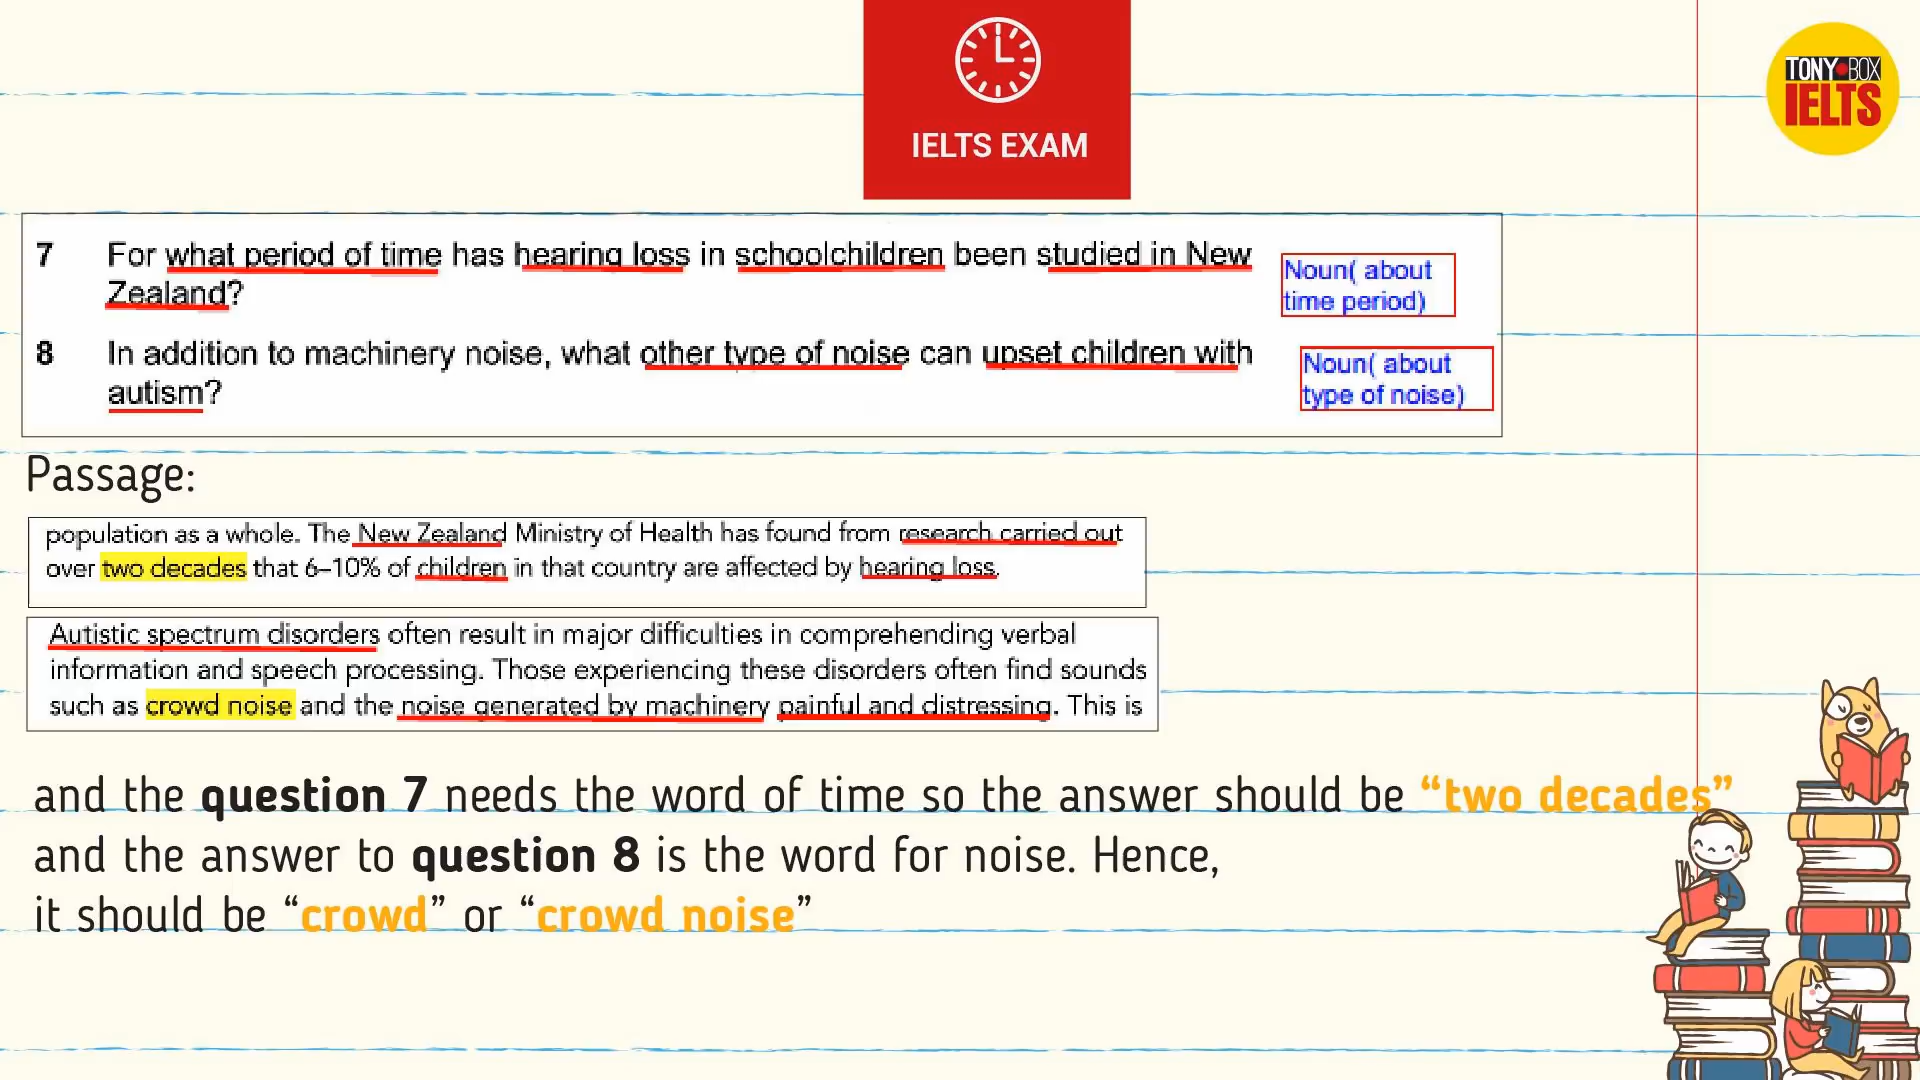 IELTS EXAM
TONY BOX
IELTS
7 For what period of time has hearing loss in schoolchildren been studied in New
Zealand?
Noun( about
time period)
8 In addition to machinery noise, what other type of noise can upset children with
autism?
Noun( about
type of noise)
Passage:
population as a whole. The New Zealand Ministry of Health has found from research carried out
over two decades that 6–10% of children in that country are affected by hearing loss.
Autistic spectrum disorders often result in major difficulties in comprehending verbal
information and speech processing. Those experiencing these disorders often find sounds
such as crowd noise and the noise generated by machinery painful and distressing. This is
and the question 7 needs the word of time so the answer should be “two decades”
and the answer to question 8 is the word for noise. Hence,
it should be “crowd” or “crowd noise”